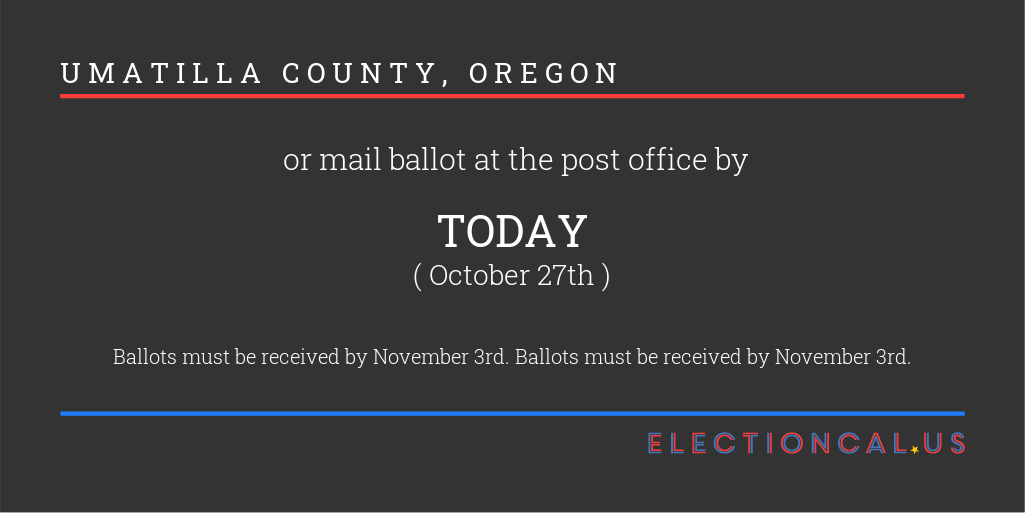 UMATILLA COUNTY, OREGON
or mail ballot at the post office by
TODAY
( October 27th )
Ballots must be received by November 3rd. Ballots must be received by November 3rd.
ELECTIONCAL.US